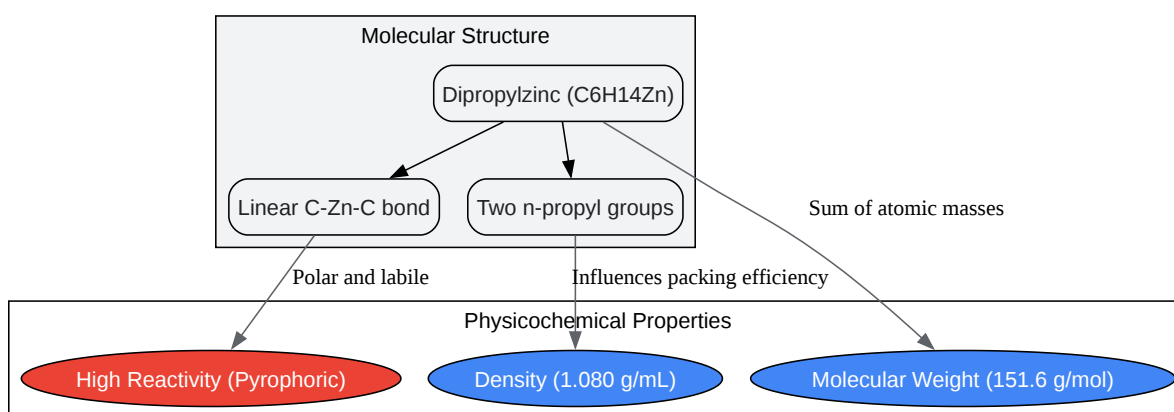 Molecular Structure
Dipropylzinc (C6H14Zn)
Linear C-Zn-C bond
Two n-propyl groups
Sum of atomic masses
Polar and labile
Influences packing efficiency
Physicochemical Properties
High Reactivity (Pyrophoric)
Density (1.080 g/mL)
Molecular Weight (151.6 g/mol)